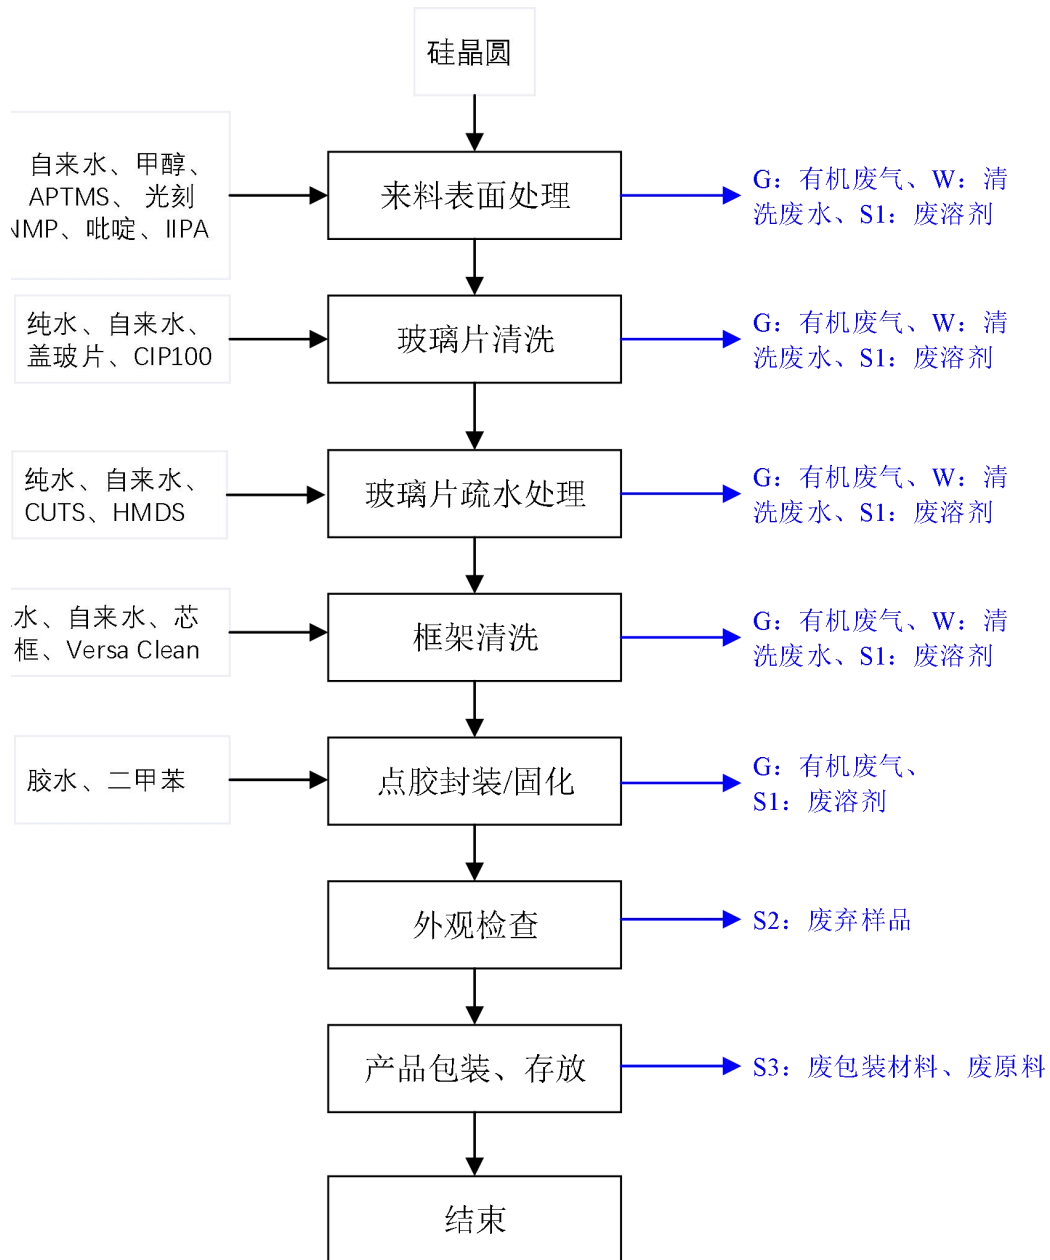 硅晶圆
自来水、甲醇、
APTMS、 光刻
NMP、吡啶、IIPA
来料表面处理
G：有机废气、W：清
洗废水、S1：废溶剂
纯水、自来水、
盖玻片、CIP100
玻璃片清洗
G：有机废气、W：清
洗废水、S1：废溶剂
纯水、自来水、
CUTS、HMDS
玻璃片疏水处理
G：有机废气、W：清
洗废水、S1：废溶剂
水、自来水、芯
框、Versa Clean
框架清洗
G：有机废气、W：清
洗废水、S1：废溶剂
胶水、二甲苯
点胶封装/固化
G：有机废气、
S1：废溶剂
外观检查
S2：废弃样品
产品包装、存放
S3：废包装材料、废原料
结束